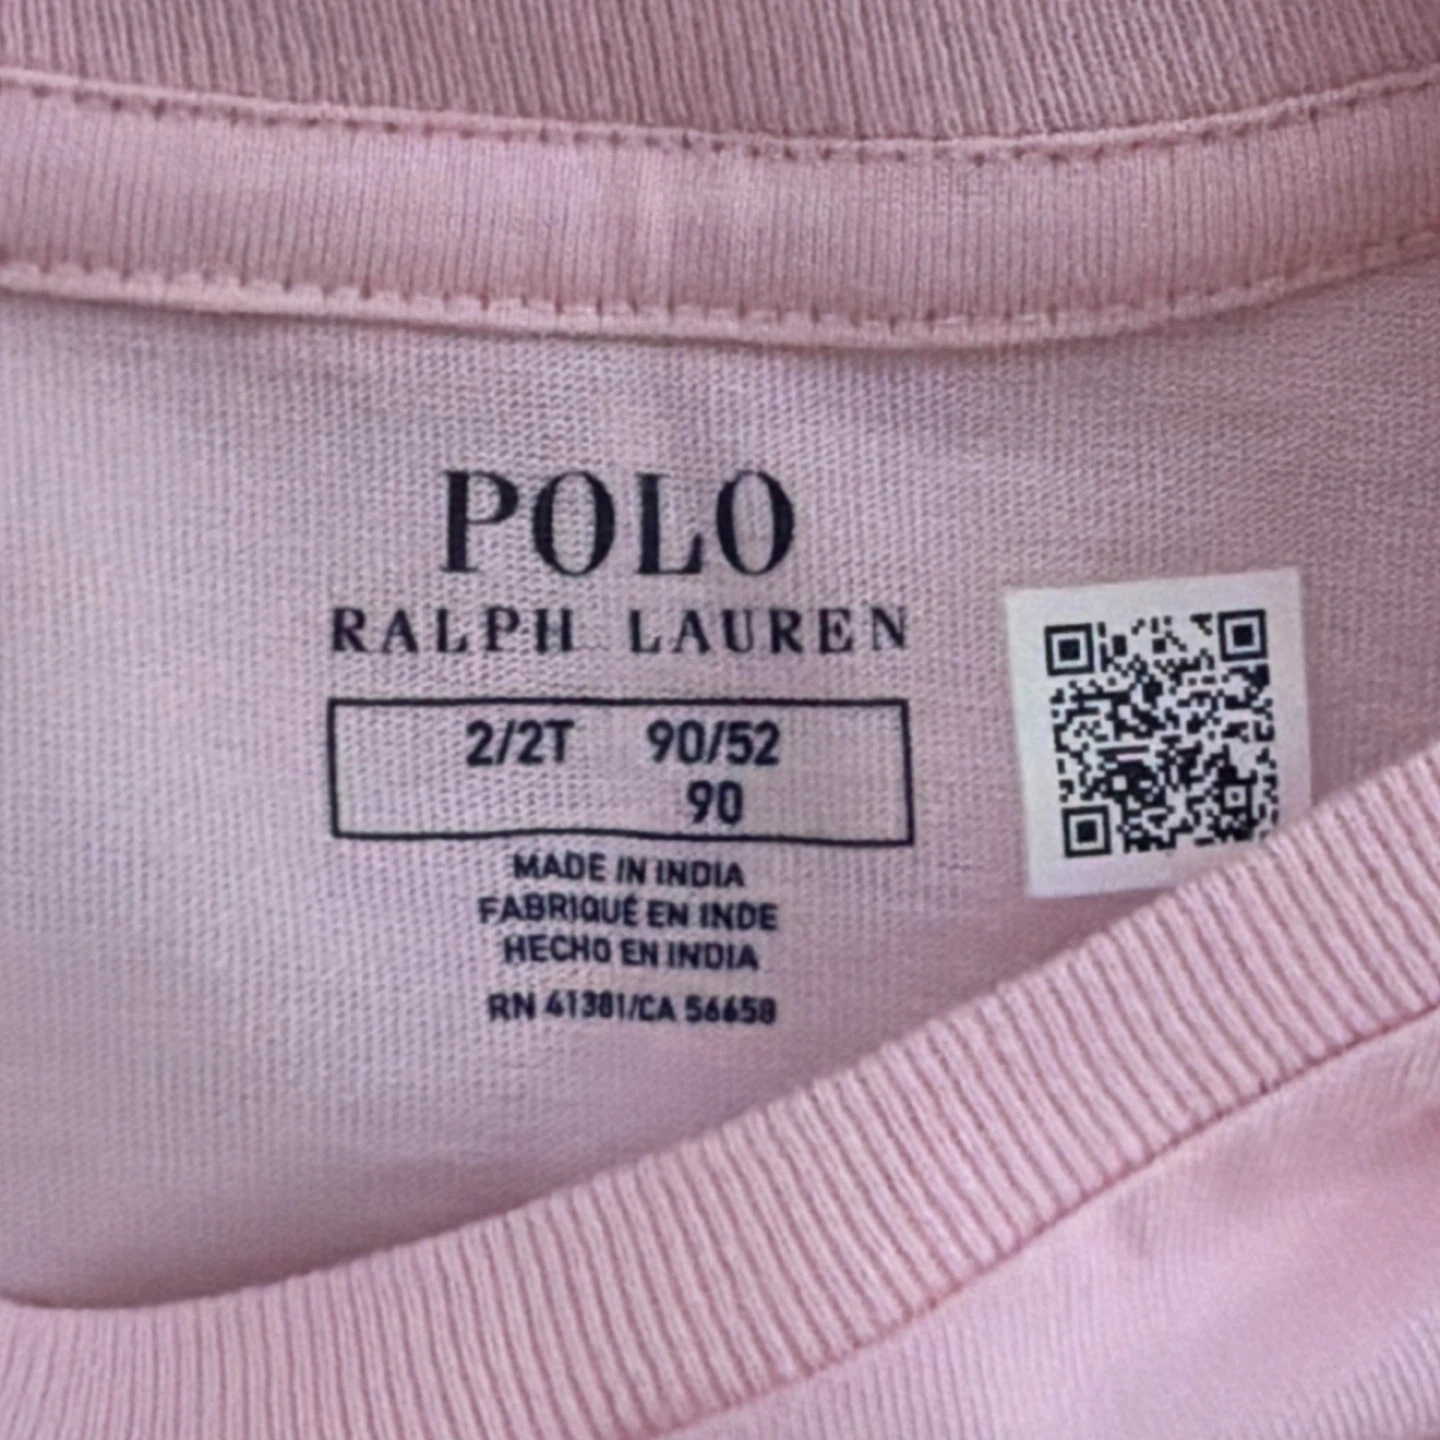 POLO
RALPH LAUREN
2/2T 90/52
90
MADE IN INDIA
FABRIQUÉ EN INDE
HECHO EN INDIA
RN 41381/CA 56658